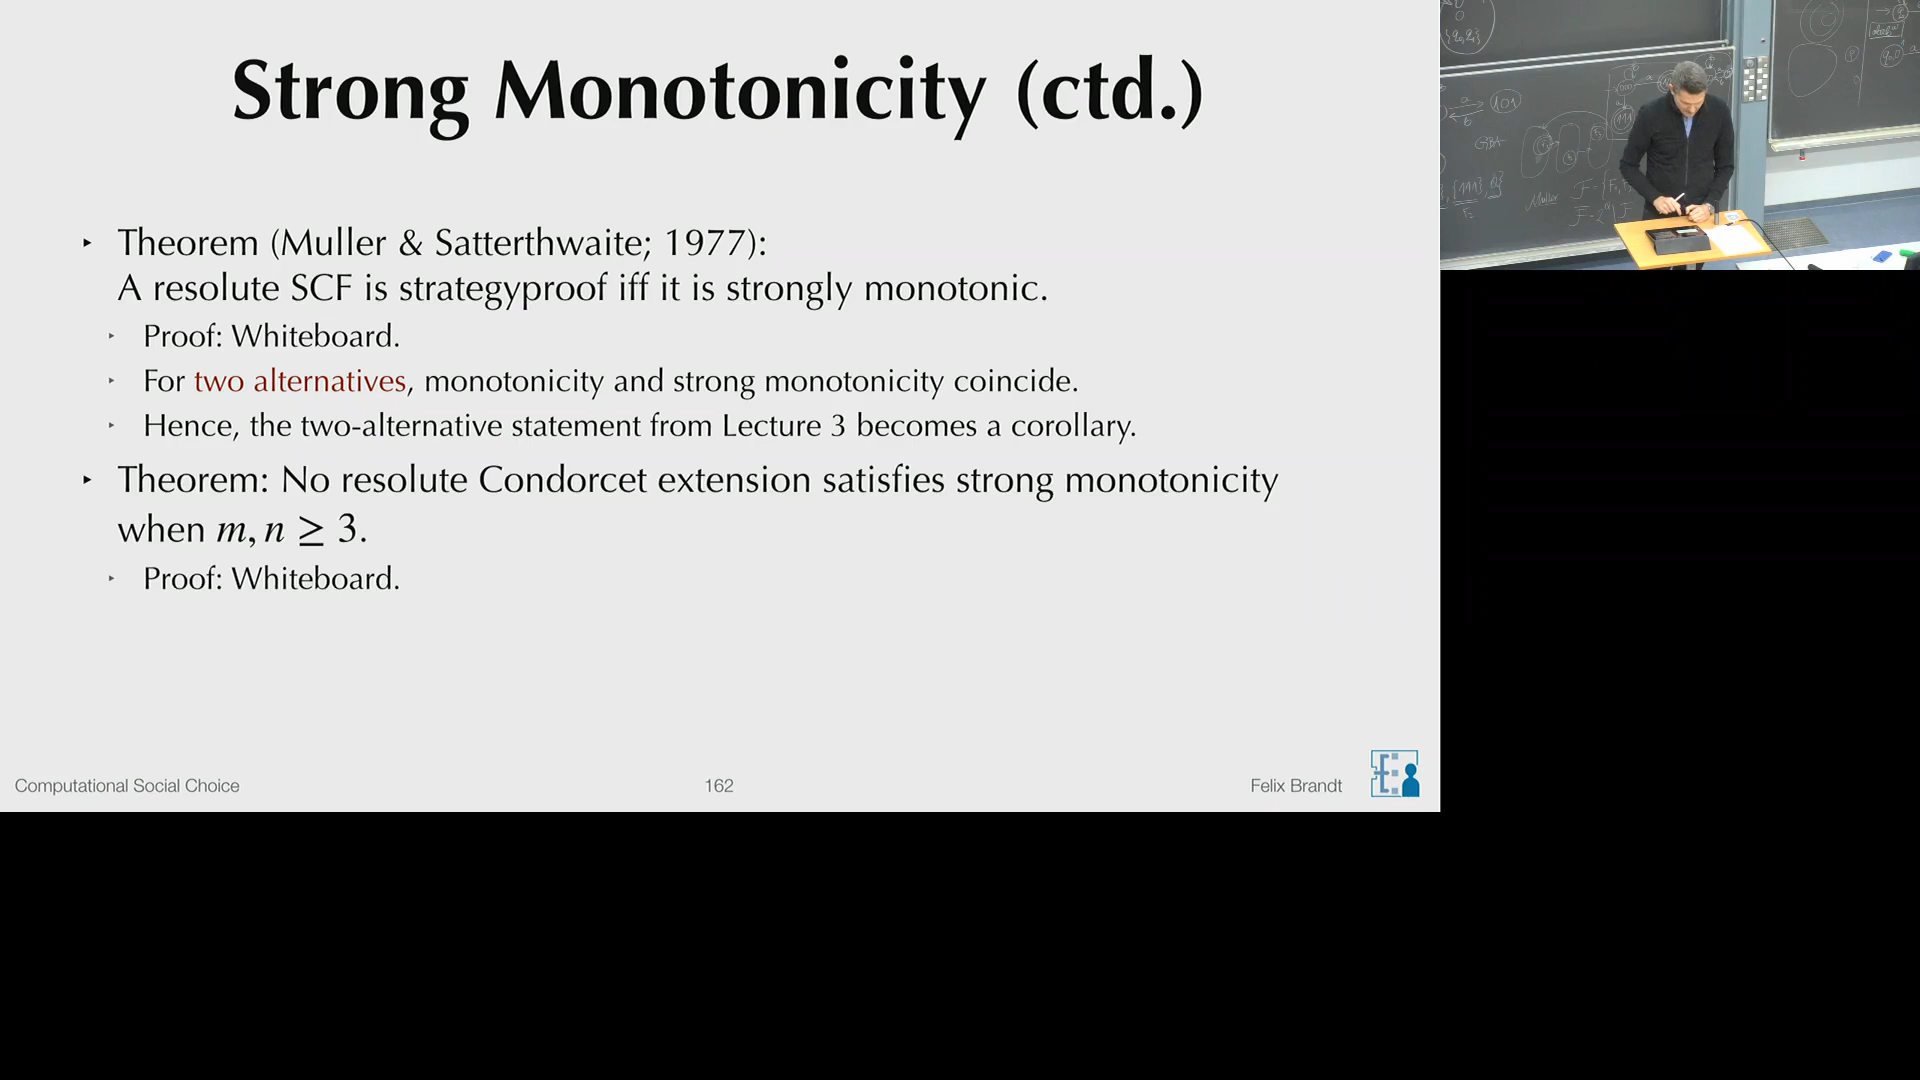 Strong Monotonicity (ctd.)
‣ Theorem (Muller & Satterthwaite; 1977):
A resolute SCF is strategyproof iff it is strongly monotonic.
‣ Proof: Whiteboard.
‣ For two alternatives, monotonicity and strong monotonicity coincide.
‣ Hence, the two-alternative statement from Lecture 3 becomes a corollary.
‣ Theorem: No resolute Condorcet extension satisfies strong monotonicity
when m, n ≥ 3.
‣ Proof: Whiteboard.
Computational Social Choice
162
Felix Brandt
101
Muller